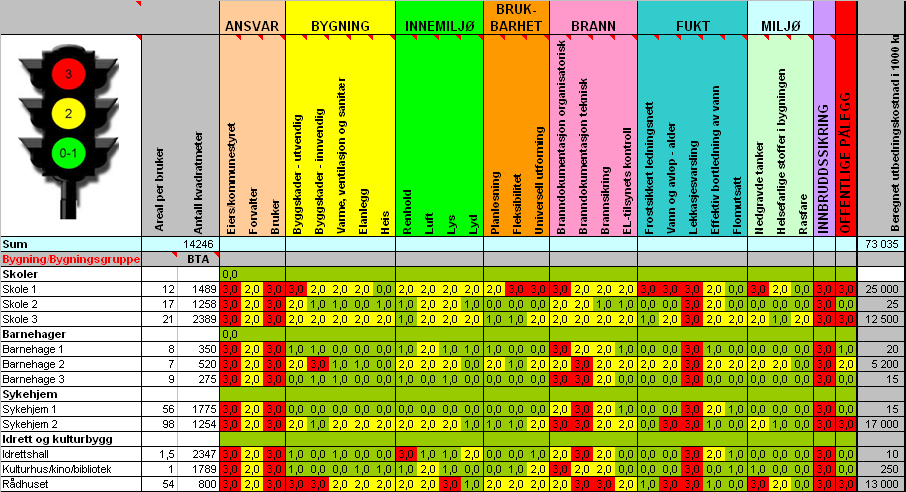 ANSVAR BYGNING INNEMILJØ BRUK-BARHET BRANN FUKT MILJØ
3
2
0-1
Areal per bruker
Antall kvadratmeter
Eiers:kommunestyret
Forvalter
Bruker
Byggskader - utvendig
Byggskader - innvendig
Varme, ventilasjon og sanitær
Elanlegg
Heis
Renhold
Luft
Lys
Lyd
Planløsning
Fleksibilitet
Universell utforming
Branndokumentasjon organisatorisk
Branndokumentasjon teknisk
Brannsikring
EL-tilsynets kontroll
Frostsikkert ledningsnett
Vann og avløp - alder
Lekkasjesvarsling
Effektiv bortledning av vann
Flomutsatt
Nedgravde tanker
Helsefarlige stoffer i bygningen
Rasfare
INNBRUDDSSIKRING
OFFENTLIGE PÅLEGG
Beregnet utbedringskostnad i 1000 kr
Sum 14246 73 035
Bygning/Bygningsgruppe BTA
Skoler 0,0
Skole 1 12 1489 3,0 2,0 3,0 3,0 2,0 2,0 2,0 0,0 2,0 2,0 2,0 2,0 2,0 3,0 3,0 3,0 2,0 2,0 2,0 3,0 3,0 3,0 2,0 0,0 3,0 2,0 0,0 3,0 3,0 25 000
Skole 2 17 1258 3,0 2,0 3,0 2,0 1,0 1,0 1,0 0,0 1,0 2,0 2,0 2,0 1,0 0,0 0,0 2,0 2,0 1,0 1,0 0,0 0,0 3,0 0,0 0,0 0,0 0,0 0,0 3,0 0,0 25
Skole 3 21 2389 3,0 2,0 3,0 2,0 2,0 2,0 2,0 2,0 1,0 2,0 2,0 2,0 1,0 1,0 2,0 2,0 2,0 2,0 2,0 1,0 1,0 3,0 2,0 2,0 2,0 1,0 2,0 3,0 3,0 12 500
Barnehager 0,0
Barnehage 1 8 350 3,0 2,0 3,0 1,0 1,0 0,0 0,0 0,0 1,0 2,0 1,0 2,0 1,0 0,0 0,0 3,0 2,0 2,0 1,0 0,0 0,0 3,0 1,0 0,0 0,0 0,0 0,0 3,0 1,0 20
Barnehage 2 7 520 3,0 2,0 3,0 2,0 3,0 1,0 1,0 0,0 2,0 2,0 2,0 0,0 2,0 1,0 0,0 2,0 3,0 2,0 2,0 2,0 2,0 3,0 1,0 2,0 2,0 2,0 0,0 3,0 2,0 5 200
Barnehage 3 9 275 3,0 2,0 3,0 0,0 1,0 0,0 0,0 0,0 1,0 0,0 1,0 0,0 0,0 0,0 0,0 3,0 3,0 2,0 0,0 0,0 0,0 3,0 0,0 0,0 0,0 0,0 0,0 3,0 0,0 15
Sykehjem
Sykehjem 1 56 1775 3,0 2,0 3,0 0,0 0,0 0,0 0,0 0,0 0,0 0,0 0,0 0,0 0,0 0,0 0,0 2,0 3,0 2,0 1,0 0,0 0,0 3,0 0,0 1,0 0,0 0,0 0,0 3,0 0,0 15
Sykehjem 2 98 1254 3,0 2,0 3,0 2,0 2,0 2,0 2,0 2,0 2,0 2,0 2,0 0,0 2,0 2,0 2,0 2,0 2,0 2,0 2,0 0,0 3,0 3,0 2,0 1,0 2,0 1,0 0,0 3,0 0,0 17 000
Idrett og kulturbygg
Idrettshall 1,5 2347 3,0 2,0 3,0 1,0 0,0 1,0 0,0 0,0 3,0 1,0 1,0 2,0 1,0 0,0 0,0 2,0 2,0 2,0 0,0 0,0 0,0 3,0 0,0 0,0 0,0 0,0 0,0 3,0 0,0 10
Kulturhus/kino/bibliotek 1 1789 3,0 2,0 3,0 1,0 0,0 1,0 0,0 0,0 1,0 0,0 1,0 0,0 1,0 0,0 2,0 3,0 2,0 2,0 0,0 0,0 0,0 3,0 0,0 0,0 0,0 0,0 0,0 3,0 0,0 250
Rådhuset 54 800 3,0 2,0 3,0 3,0 2,0 2,0 2,0 0,0 2,0 2,0 3,0 1,0 2,0 2,0 2,0 3,0 3,0 2,0 2,0 1,0 3,0 3,0 1,0 0,0 2,0 2,0 0,0 3,0 2,0 13 000